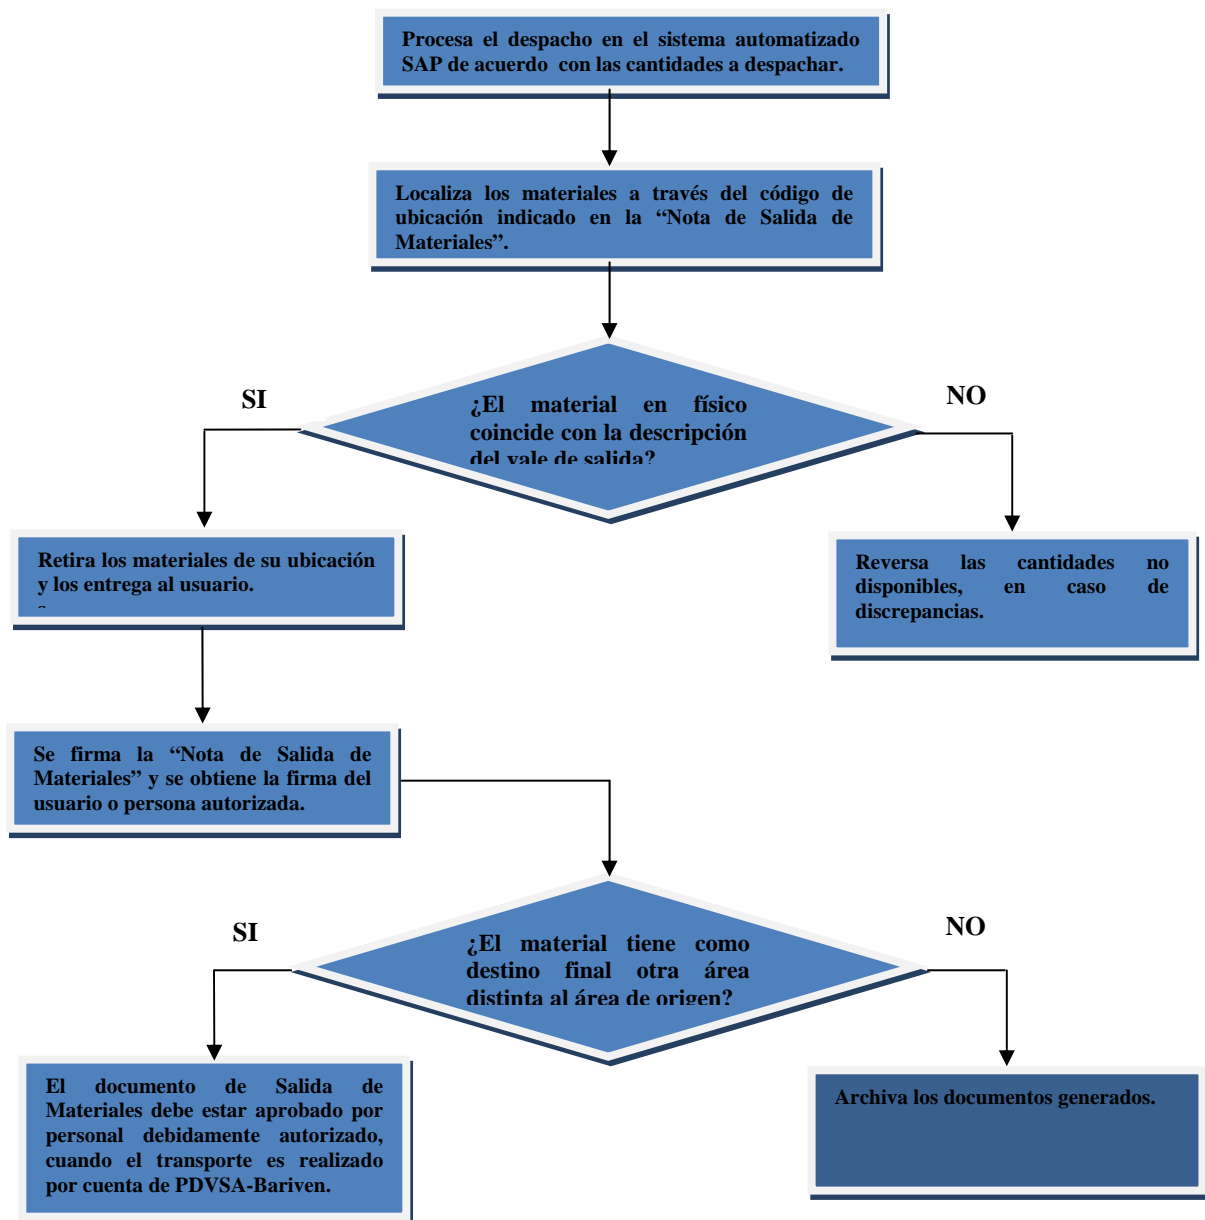 Procesa el despacho en el sistema automatizado
SAP de acuerdo con las cantidades a despachar.
Localiza los materiales a través del código de
ubicación indicado en la “Nota de Salida de
Materiales”.
SI
NO
¿El material en físico
coincide con la descripción
del vale de salida?
Retira los materiales de su ubicación
y los entrega al usuario.
Reversa las cantidades no
disponibles, en caso de
discrepancias.
Se firma la “Nota de Salida de
Materiales” y se obtiene la firma del
usuario o persona autorizada.
SI
NO
¿El material tiene como
destino final otra área
distinta al área de origen?
El documento de Salida de
Materiales debe estar aprobado por
personal debidamente autorizado,
cuando el transporte es realizado
por cuenta de PDVSA-Bariven.
Archiva los documentos generados.